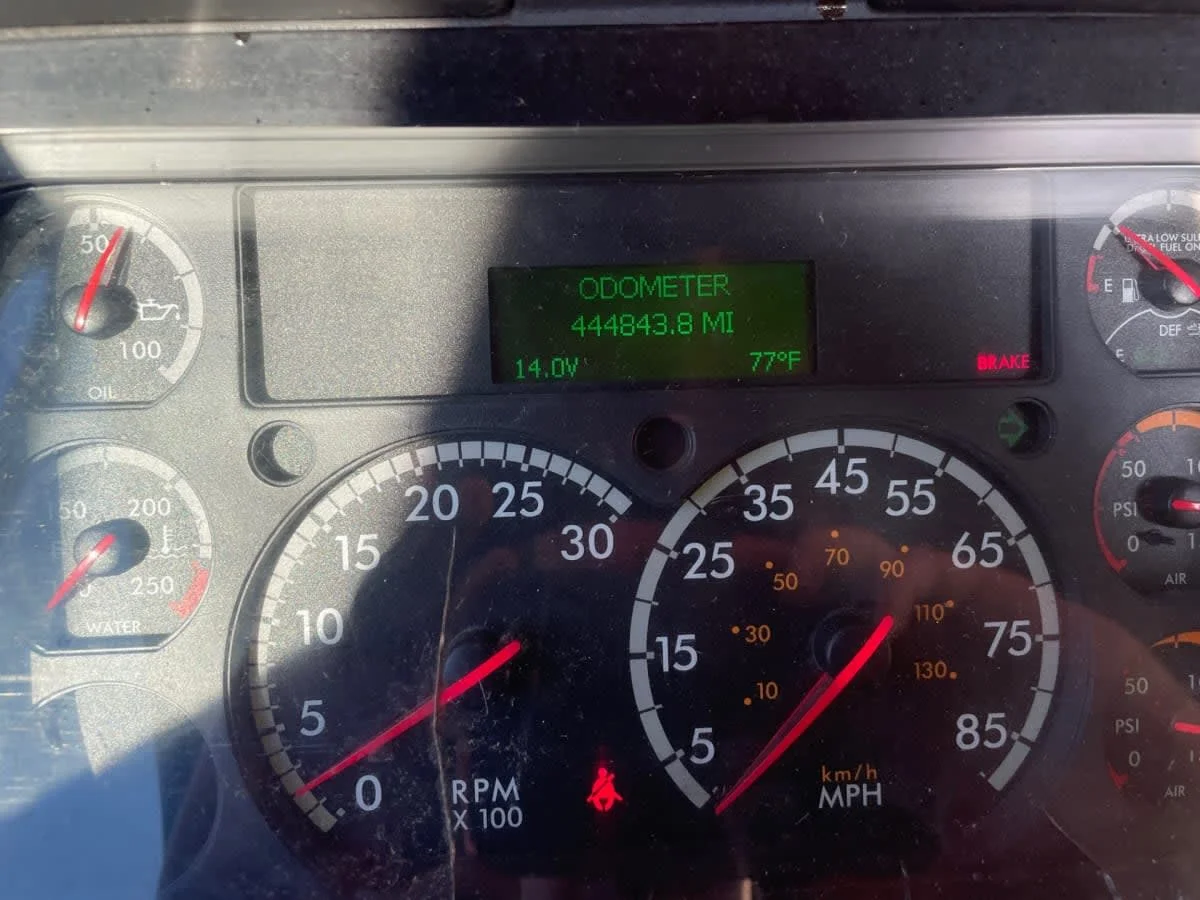 50
100
OIL
ODOMETER
444843.8 MI
14.0V
77°F
BRAKE
E
DEF
E
200
250
WATER
0
5
10
15
20
25
30
RPM
X 100
5
15
25
35
45
55
65
75
85
10
30
50
70
90
110
130
km/h
MPH
50
PSI
0
AIR
50
PSI
0
AIR